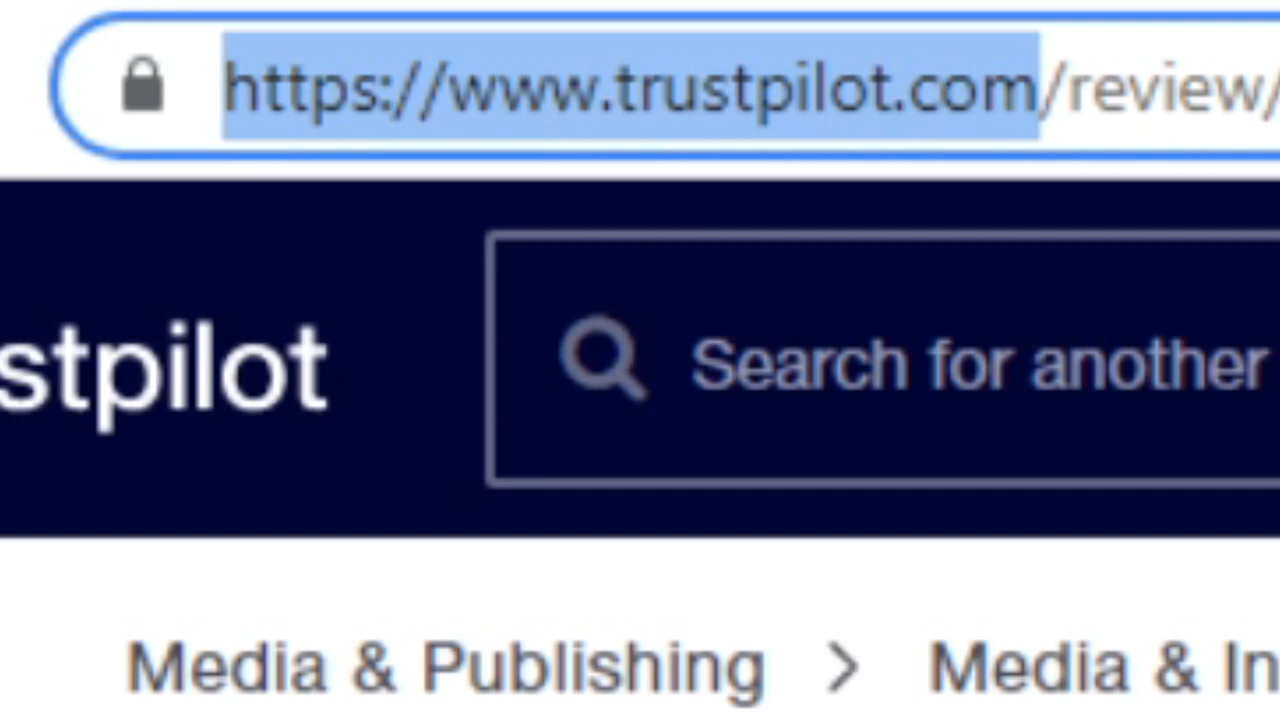 https://www.trustpilot.com/review/
stpilot
Search for another
Media & Publishing > Media & In